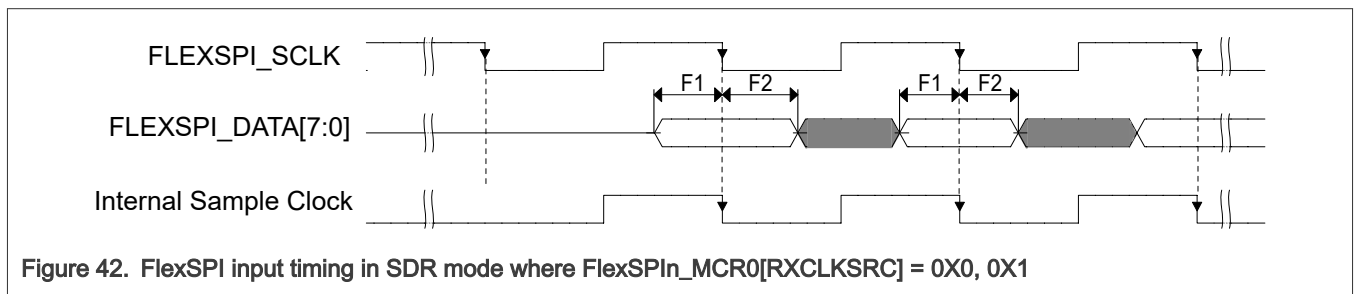 FLEXSPI_SCLK
F1 F2 F1 F2
FLEXSPI_DATA[7:0]
Internal Sample Clock
Figure 42. FlexSPI input timing in SDR mode where FlexSPIn_MCR0[RXCLKSRC] = 0X0, 0X1